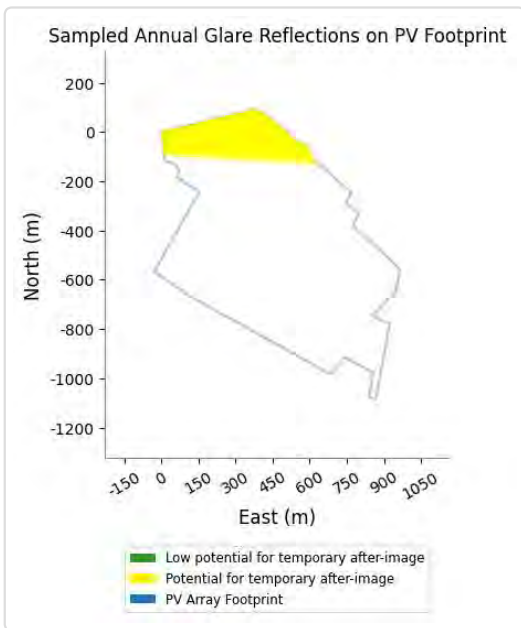 Sampled Annual Glare Reflections on PV Footprint
200
0
-200
-400
-600
-800
-1000
-1200
North (m)
-150 0 150 300 450 600 750 900 1050
East (m)
Low potential for temporary after-image
Potential for temporary after-image
PV Array Footprint